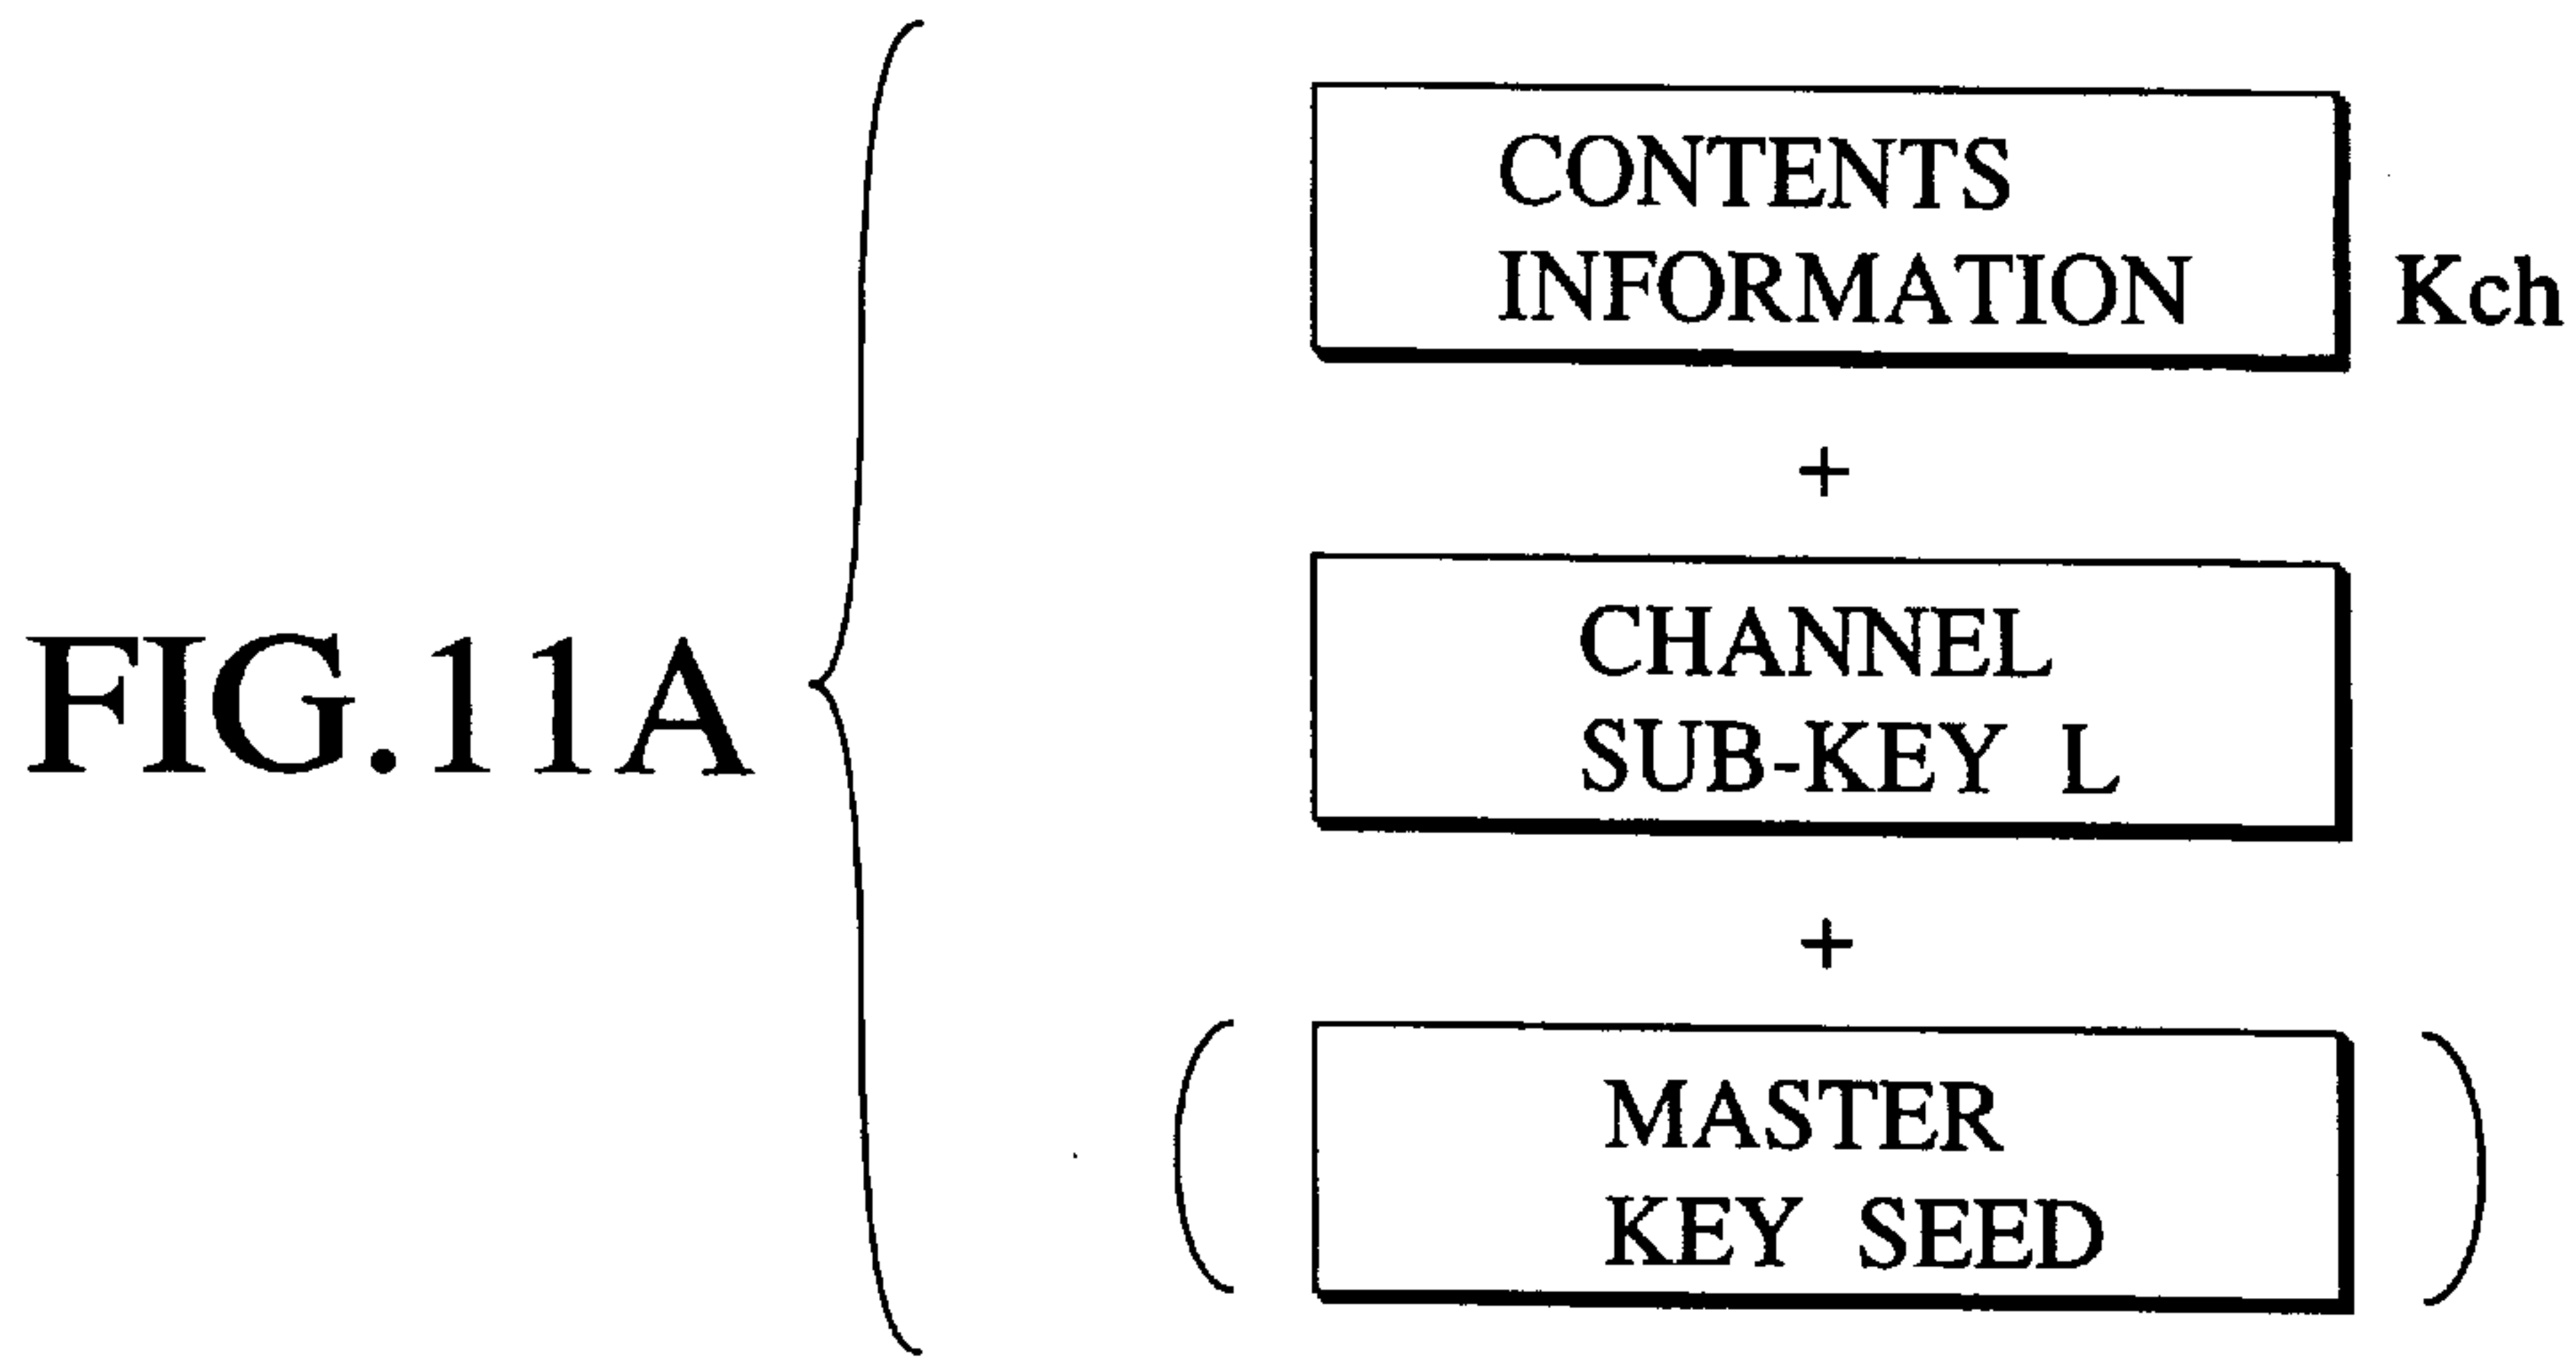 FIG.11A
CONTENTS
INFORMATION
Kch
+
CHANNEL
SUB-KEY L
+
MASTER
KEY SEED